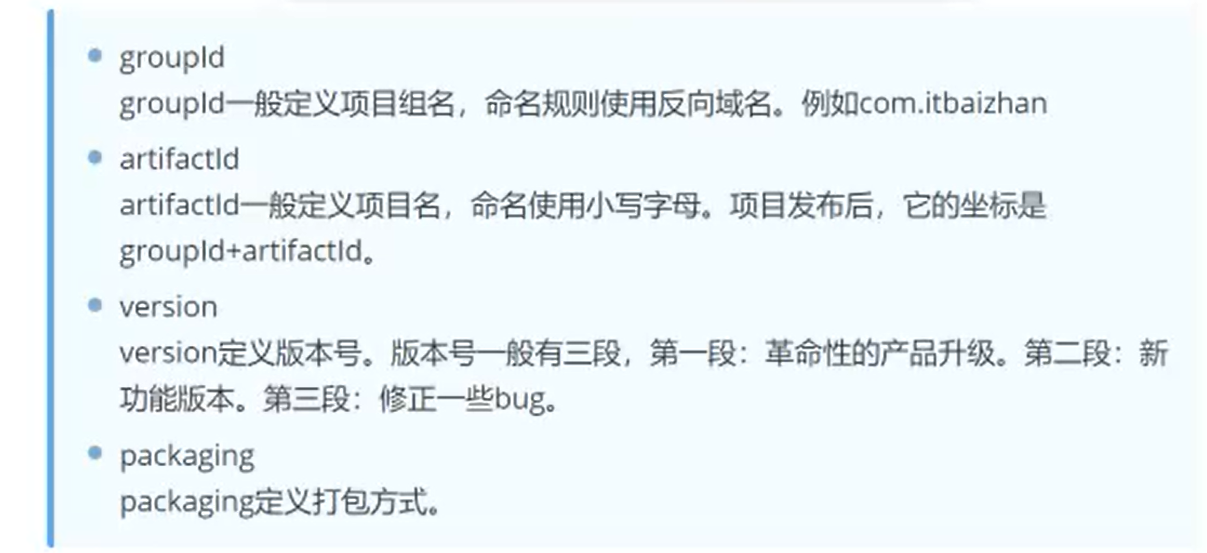 groupId
groupId一般定义项目组名，命名规则使用反向域名。例如com.itbaizhan
artifactId
artifactId一般定义项目名，命名使用小写字母。项目发布后，它的坐标是
groupId+artifactId。
version
version定义版本号。版本号一般有三段，第一段：革命性的产品升级。第二段：新
功能版本。第三段：修正一些bug。
packaging
packaging定义打包方式。